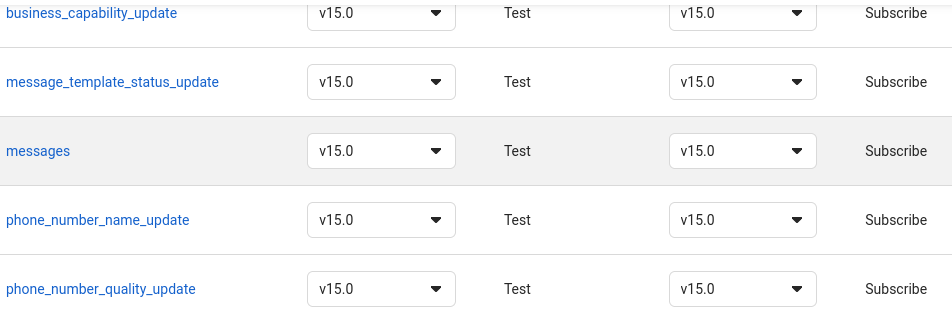 business_capability_update v15.0 Test v15.0 Subscribe
message_template_status_update v15.0 Test v15.0 Subscribe
messages v15.0 Test v15.0 Subscribe
phone_number_name_update v15.0 Test v15.0 Subscribe
phone_number_quality_update v15.0 Test v15.0 Subscribe